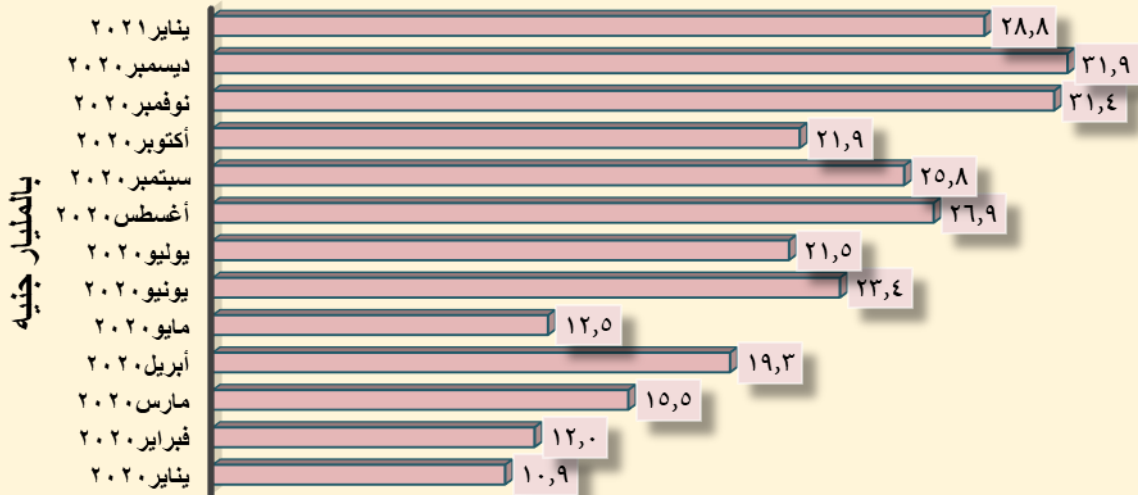 يناير٢٠٢١ ٢٨,٨
ديسمبر٢٠٢٠ ٣١,٩
نوفمبر٢٠٢٠ ٣١,٤
أكتوبر٢٠٢٠ ٢١,٩
سبتمبر٢٠٢٠ ٢٥,٨
أغسطس٢٠٢٠ ٢٦,٩
يوليو٢٠٢٠ ٢١,٥
يونيو٢٠٢٠ ٢٣,٤
مايو٢٠٢٠ ١٢,٥
أبريل٢٠٢٠ ١٩,٣
مارس٢٠٢٠ ١٥,٥
فبراير٢٠٢٠ ١٢,٠
يناير٢٠٢٠ ١٠,٩
بالمليار جنيه